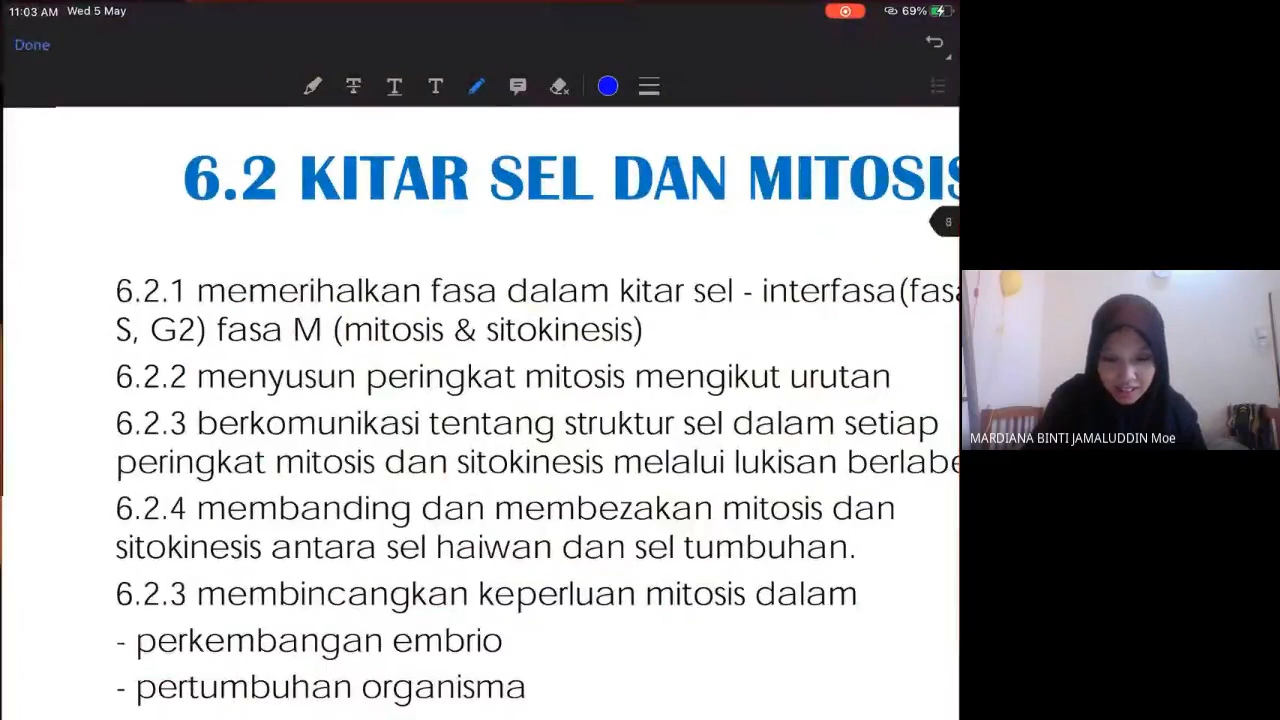 11:03 AM Wed 5 May
69%
Done
T T T
6.2 KITAR SEL DAN MITOSIS
8
6.2.1 memerihalkan fasa dalam kitar sel - interfasa(fasa
S, G2) fasa M (mitosis & sitokinesis)
6.2.2 menyusun peringkat mitosis mengikut urutan
6.2.3 berkomunikasi tentang struktur sel dalam setiap
peringkat mitosis dan sitokinesis melalui lukisan berlabe
6.2.4 membanding dan membezakan mitosis dan
sitokinesis antara sel haiwan dan sel tumbuhan.
6.2.3 membincangkan keperluan mitosis dalam
- perkembangan embrio
- pertumbuhan organisma
MARDIANA BINTI JAMALUDDIN Moe